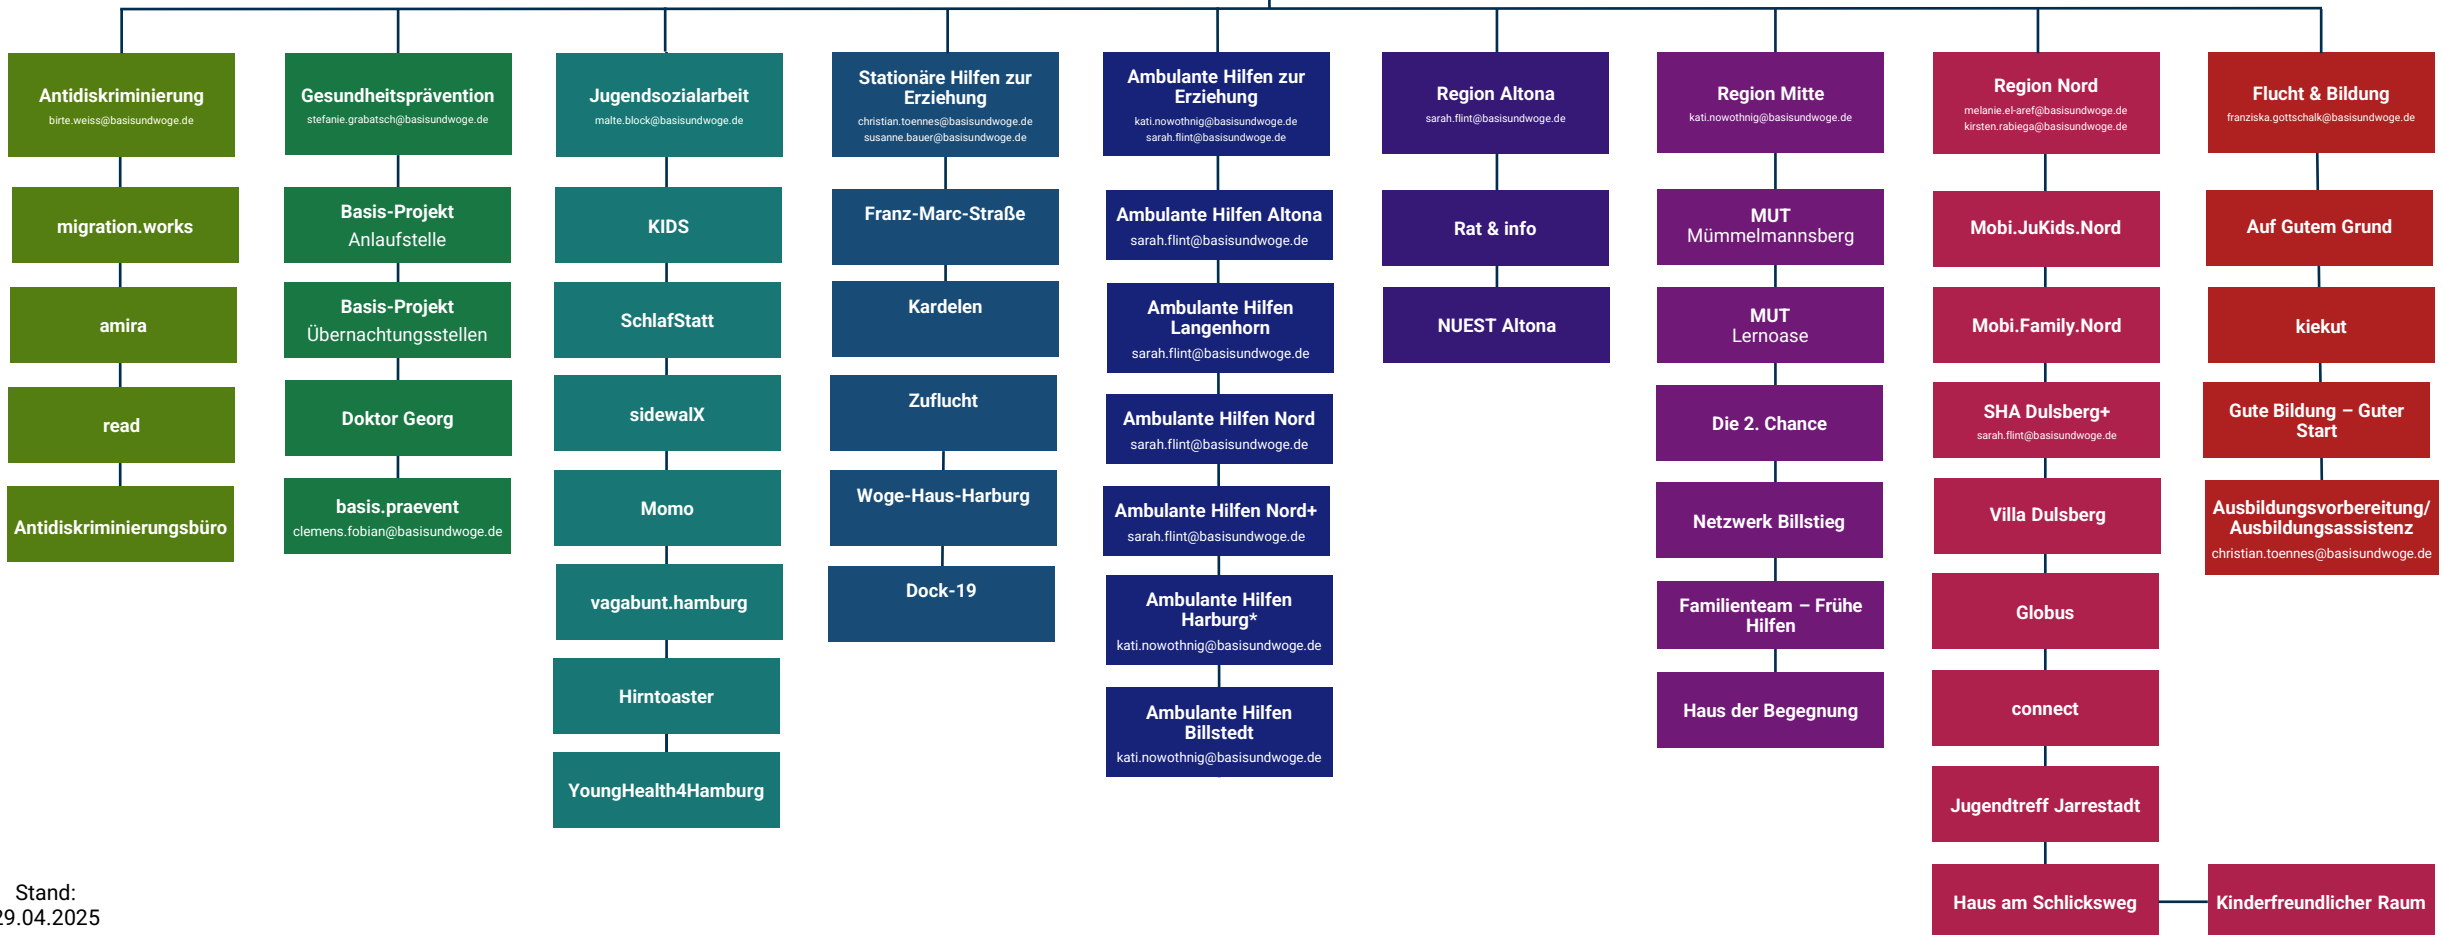 Antidiskriminierung
birte.weiss@basisundwoge.de
migration.works
amira
read
Antidiskriminierungsbüro
Gesundheitsprävention
stefanie.grabatsch@basisundwoge.de
Basis-Projekt
Anlaufstelle
Basis-Projekt
Übernachtungsstellen
Doktor Georg
basis.praevent
clemens.fobian@basisundwoge.de
Jugendsozialarbeit
malte.block@basisundwoge.de
KIDS
SchlafStatt
sidewalX
Momo
vagabunt.hamburg
Hirntoaster
YoungHealth4Hamburg
Stationäre Hilfen zur
Erziehung
christian.toennes@basisundwoge.de
susanne.bauer@basisundwoge.de
Franz-Marc-Straße
Kardelen
Zuflucht
Woge-Haus-Harburg
Dock-19
Ambulante Hilfen zur
Erziehung
kati.nowothnig@basisundwoge.de
sarah.flint@basisundwoge.de
Ambulante Hilfen Altona
sarah.flint@basisundwoge.de
Ambulante Hilfen
Langenhorn
sarah.flint@basisundwoge.de
Ambulante Hilfen Nord
sarah.flint@basisundwoge.de
Ambulante Hilfen Nord+
sarah.flint@basisundwoge.de
Ambulante Hilfen
Harburg*
kati.nowothnig@basisundwoge.de
Ambulante Hilfen
Billstedt
kati.nowothnig@basisundwoge.de
Region Altona
sarah.flint@basisundwoge.de
Rat & info
NUEST Altona
Region Mitte
kati.nowothnig@basisundwoge.de
MUT
Mümmelmannsberg
MUT
Lernoase
Die 2. Chance
Netzwerk Billstieg
Familienteam – Frühe
Hilfen
Haus der Begegnung
Region Nord
melanie.el-aref@basisundwoge.de
kirsten.rabiega@basisundwoge.de
Mobi.JuKids.Nord
Mobi.Family.Nord
SHA Dulsberg+
sarah.flint@basisundwoge.de
Villa Dulsberg
Globus
connect
Jugendtreff Jarrestadt
Haus am Schlicksweg
Kinderfreundlicher Raum
Flucht & Bildung
franziska.gottschalk@basisundwoge.de
Auf Gutem Grund
kiekut
Gute Bildung – Guter
Start
Ausbildungsvorbereitung/
Ausbildungsassistenz
christian.toennes@basisundwoge.de
Stand:
29.04.2025